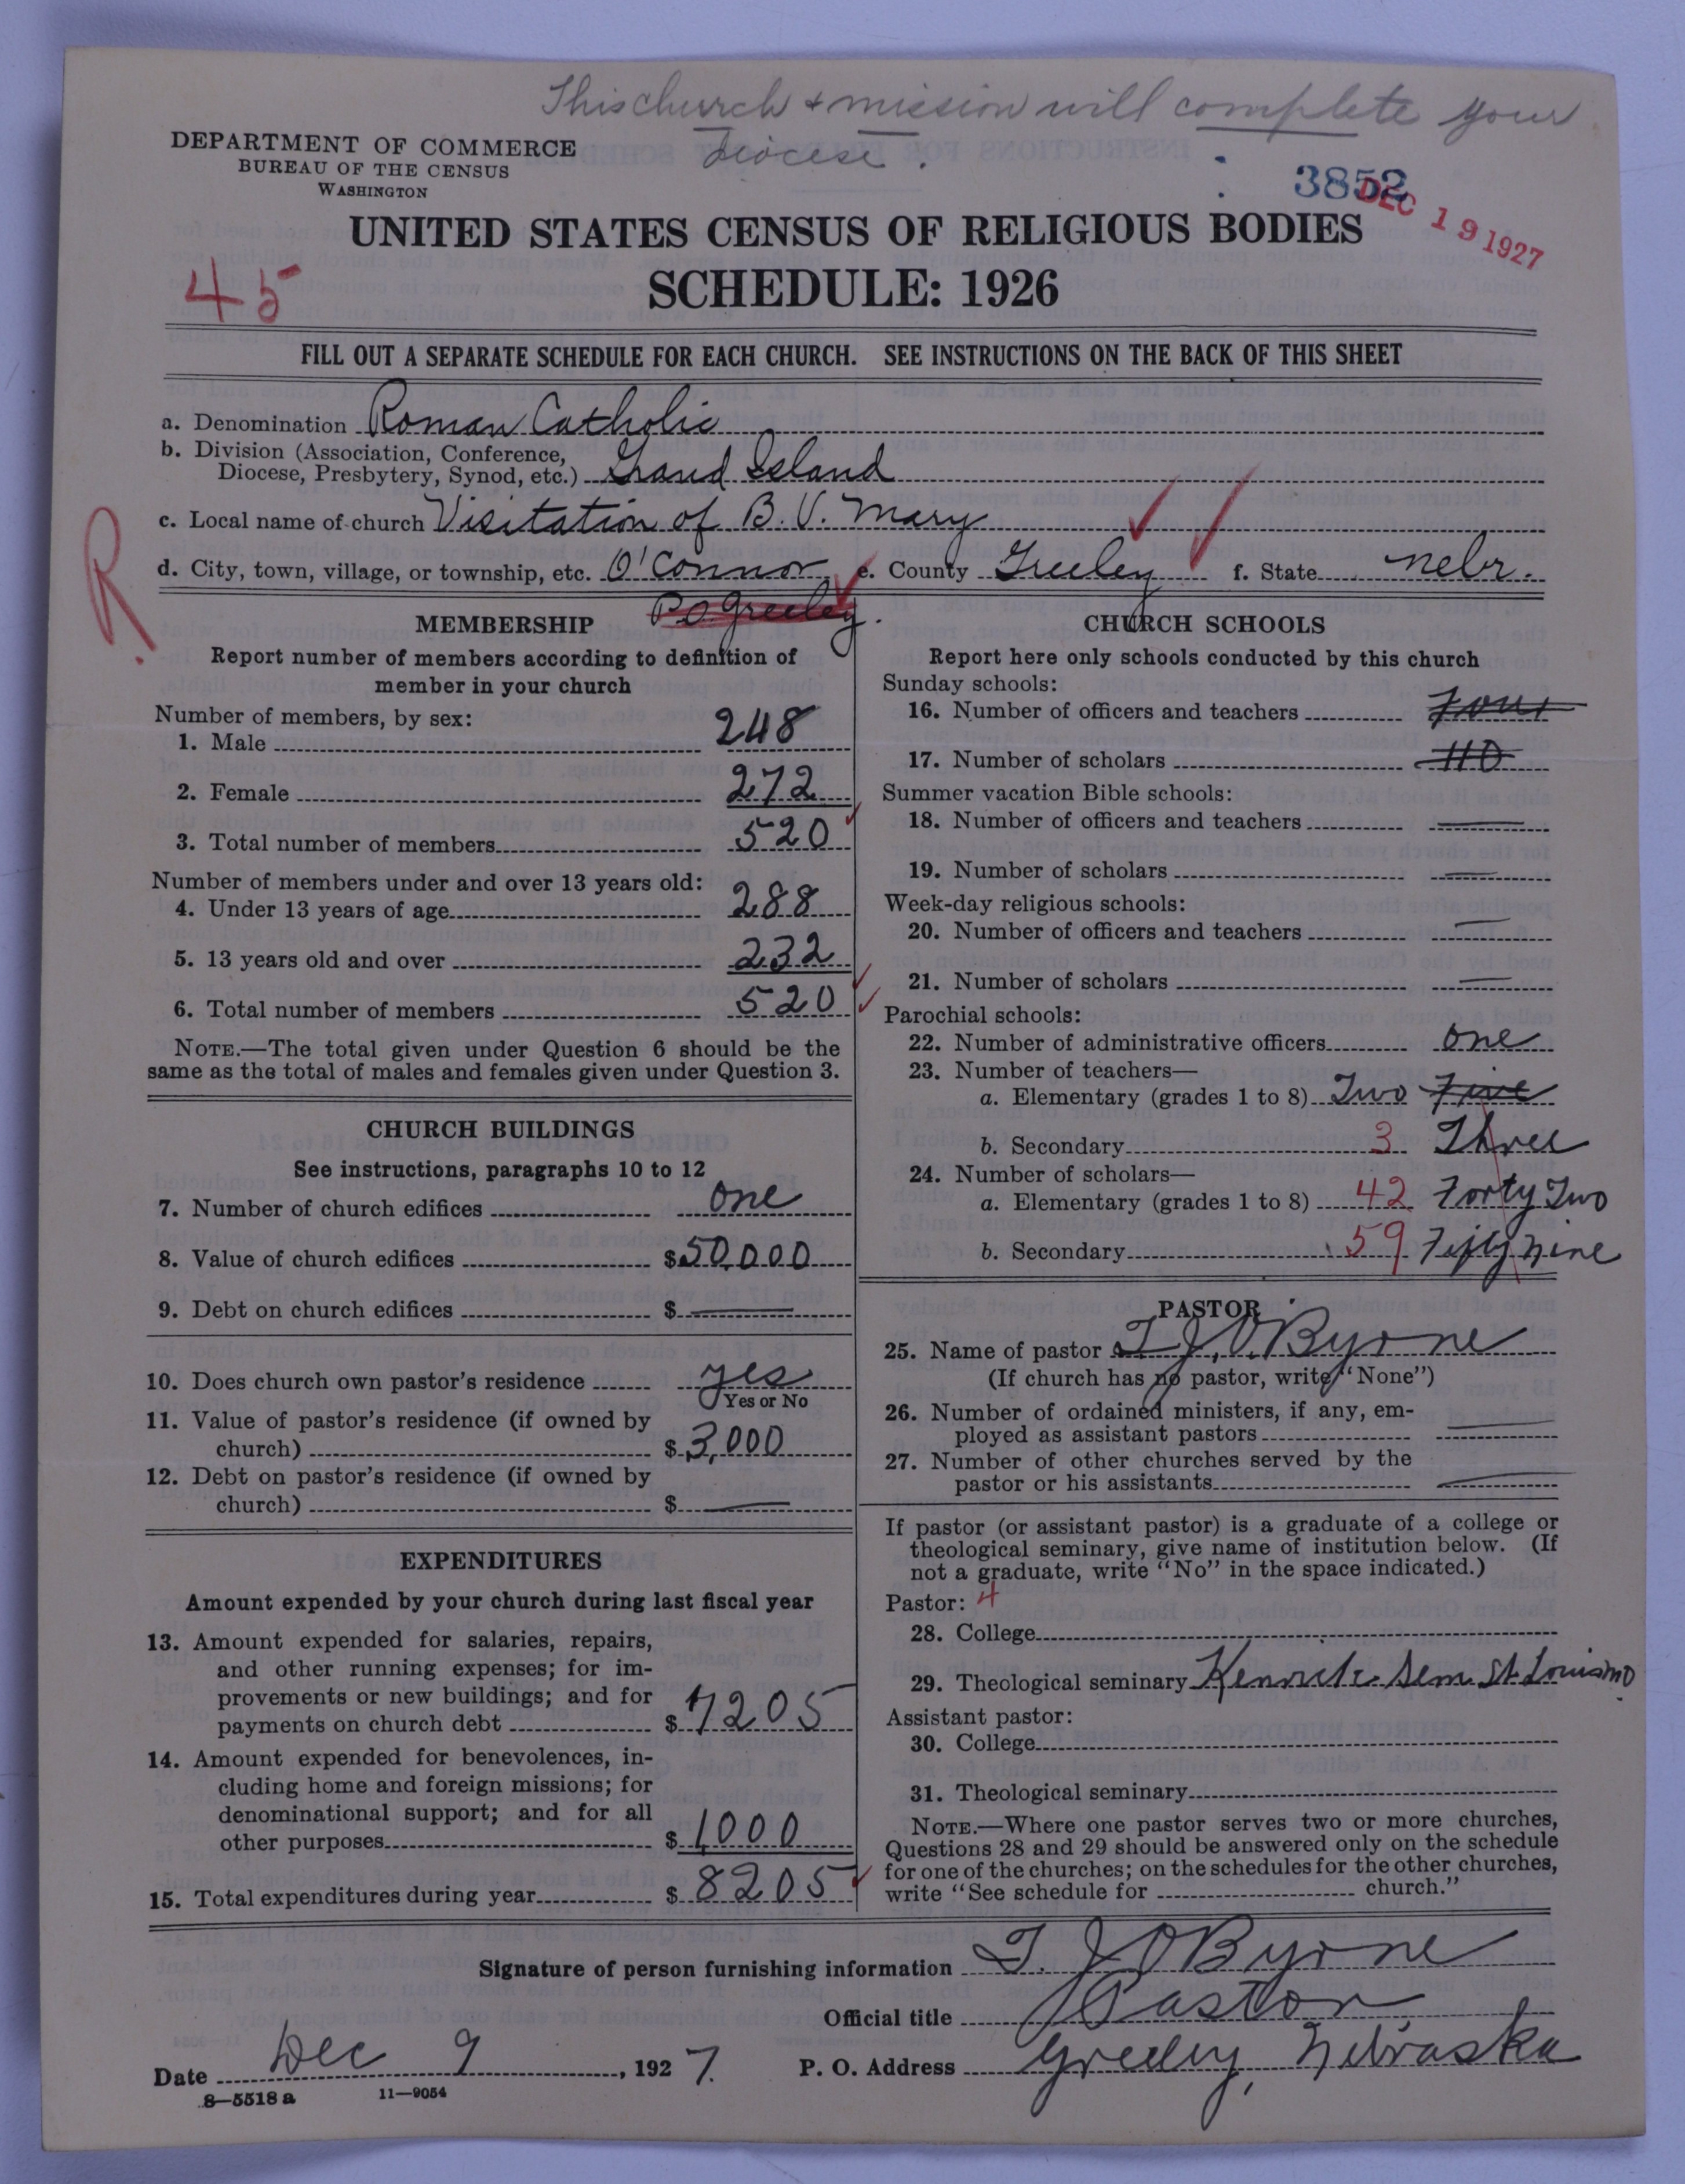 This church & mission will complete your
Diocese.
DEPARTMENT OF COMMERCE
BUREAU OF THE CENSUS
WASHINGTON
3852
DEC 19 1927
UNITED STATES CENSUS OF RELIGIOUS BODIES
SCHEDULE: 1926
45
FILL OUT A SEPARATE SCHEDULE FOR EACH CHURCH. SEE INSTRUCTIONS ON THE BACK OF THIS SHEET
a. Denomination Roman Catholic
b. Division (Association, Conference,
Diocese, Presbytery, Synod, etc.) Grand Island
c. Local name of church Visitation of B. V. Mary
R.
d. City, town, village, or township, etc. O'Connor e. County Greeley f. State Nebr.
P.O. Greeley.
MEMBERSHIP
Report number of members according to definition of
member in your church
Number of members, by sex:
1. Male 248
2. Female 272
3. Total number of members 520
Number of members under and over 13 years old:
4. Under 13 years of age 288
5. 13 years old and over 232
6. Total number of members 520
NOTE.—The total given under Question 6 should be the
same as the total of males and females given under Question 3.
CHURCH BUILDINGS
See instructions, paragraphs 10 to 12
7. Number of church edifices one
8. Value of church edifices $50,000
9. Debt on church edifices $ —
10. Does church own pastor's residence yes
Yes or No
11. Value of pastor's residence (if owned by
church) $3,000
12. Debt on pastor's residence (if owned by
church) $ —
EXPENDITURES
Amount expended by your church during last fiscal year
13. Amount expended for salaries, repairs,
and other running expenses; for im-
provements or new buildings; and for
payments on church debt $7205
14. Amount expended for benevolences, in-
cluding home and foreign missions; for
denominational support; and for all
other purposes $1000
15. Total expenditures during year $8205
CHURCH SCHOOLS
Report here only schools conducted by this church
Sunday schools:
16. Number of officers and teachers Four
17. Number of scholars 110
Summer vacation Bible schools:
18. Number of officers and teachers —
19. Number of scholars —
Week-day religious schools:
20. Number of officers and teachers —
21. Number of scholars —
Parochial schools:
22. Number of administrative officers one
23. Number of teachers—
a. Elementary (grades 1 to 8) Two Five
b. Secondary 3 Three
24. Number of scholars—
a. Elementary (grades 1 to 8) 42 Forty Two
b. Secondary 59 Fifty Nine
PASTOR
25. Name of pastor T. J. O'Byrne
(If church has no pastor, write "None")
26. Number of ordained ministers, if any, em-
ployed as assistant pastors —
27. Number of other churches served by the
pastor or his assistants —
If pastor (or assistant pastor) is a graduate of a college or
theological seminary, give name of institution below. (If
not a graduate, write "No" in the space indicated.)
Pastor: 4
28. College
29. Theological seminary Kenrick Sem. St. Louis Mo
Assistant pastor:
30. College
31. Theological seminary
NOTE.—Where one pastor serves two or more churches,
Questions 28 and 29 should be answered only on the schedule
for one of the churches; on the schedules for the other churches,
write "See schedule for church."
Signature of person furnishing information T. J. O'Byrne
Official title Pastor
Date Dec 9, 1927. P. O. Address Greeley, Nebraska
8—5518 a 11—9054